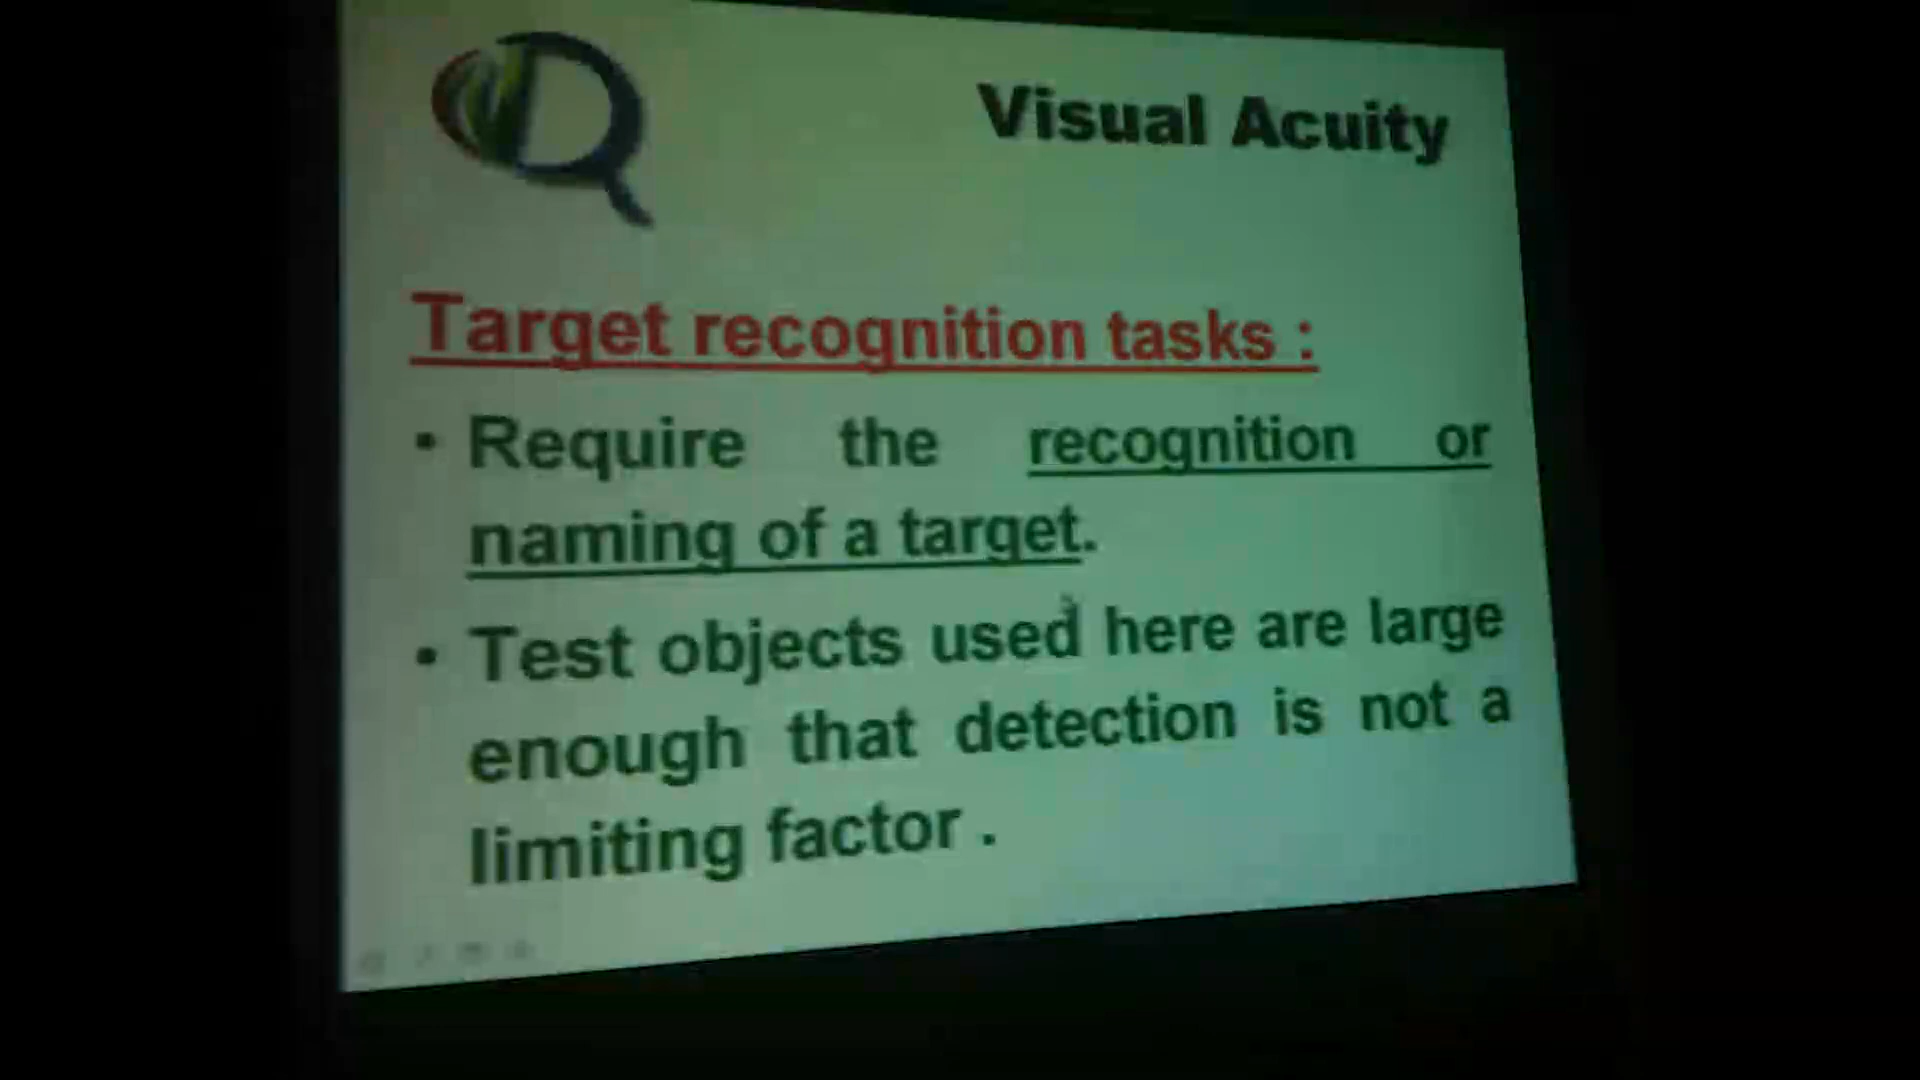 Visual Acuity
Target recognition tasks :
• Require the recognition or
naming of a target.
• Test objects used here are large
enough that detection is not a
limiting factor .